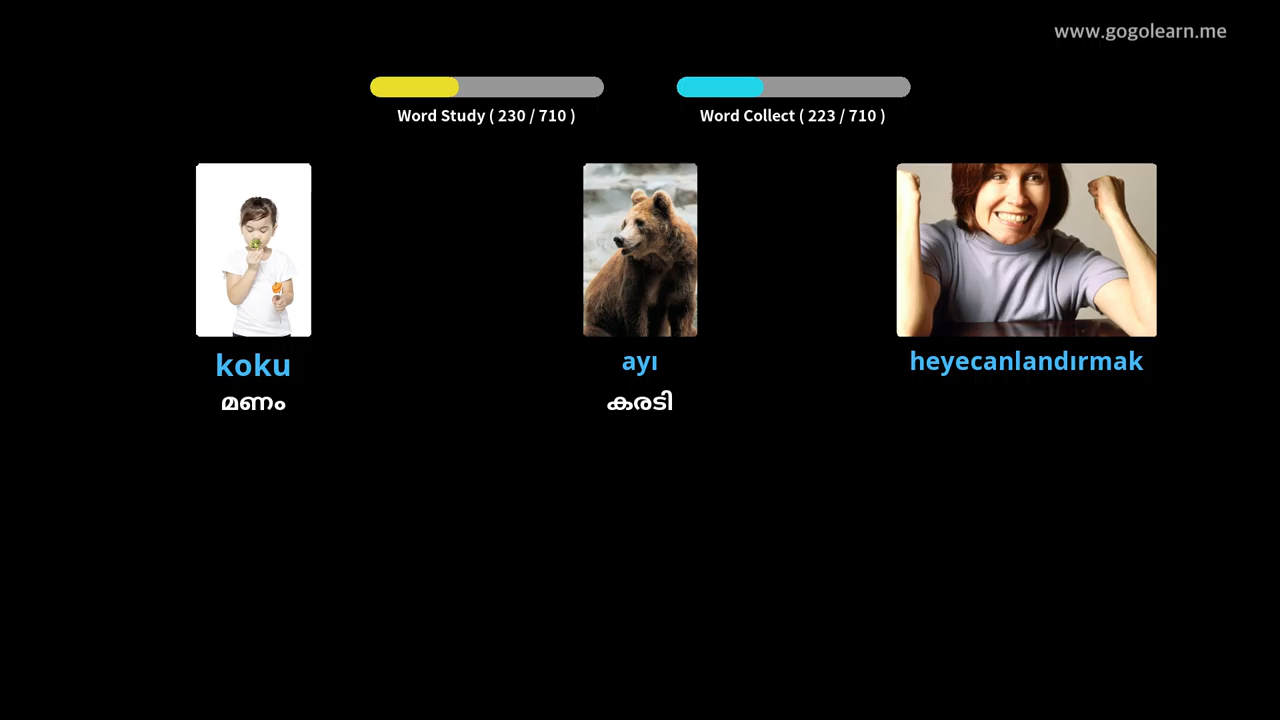 www.gogolearn.me
Word Study ( 230 / 710 )
Word Collect ( 223 / 710 )
koku
മണം
ayı
കരടി
heyecanlandırmak